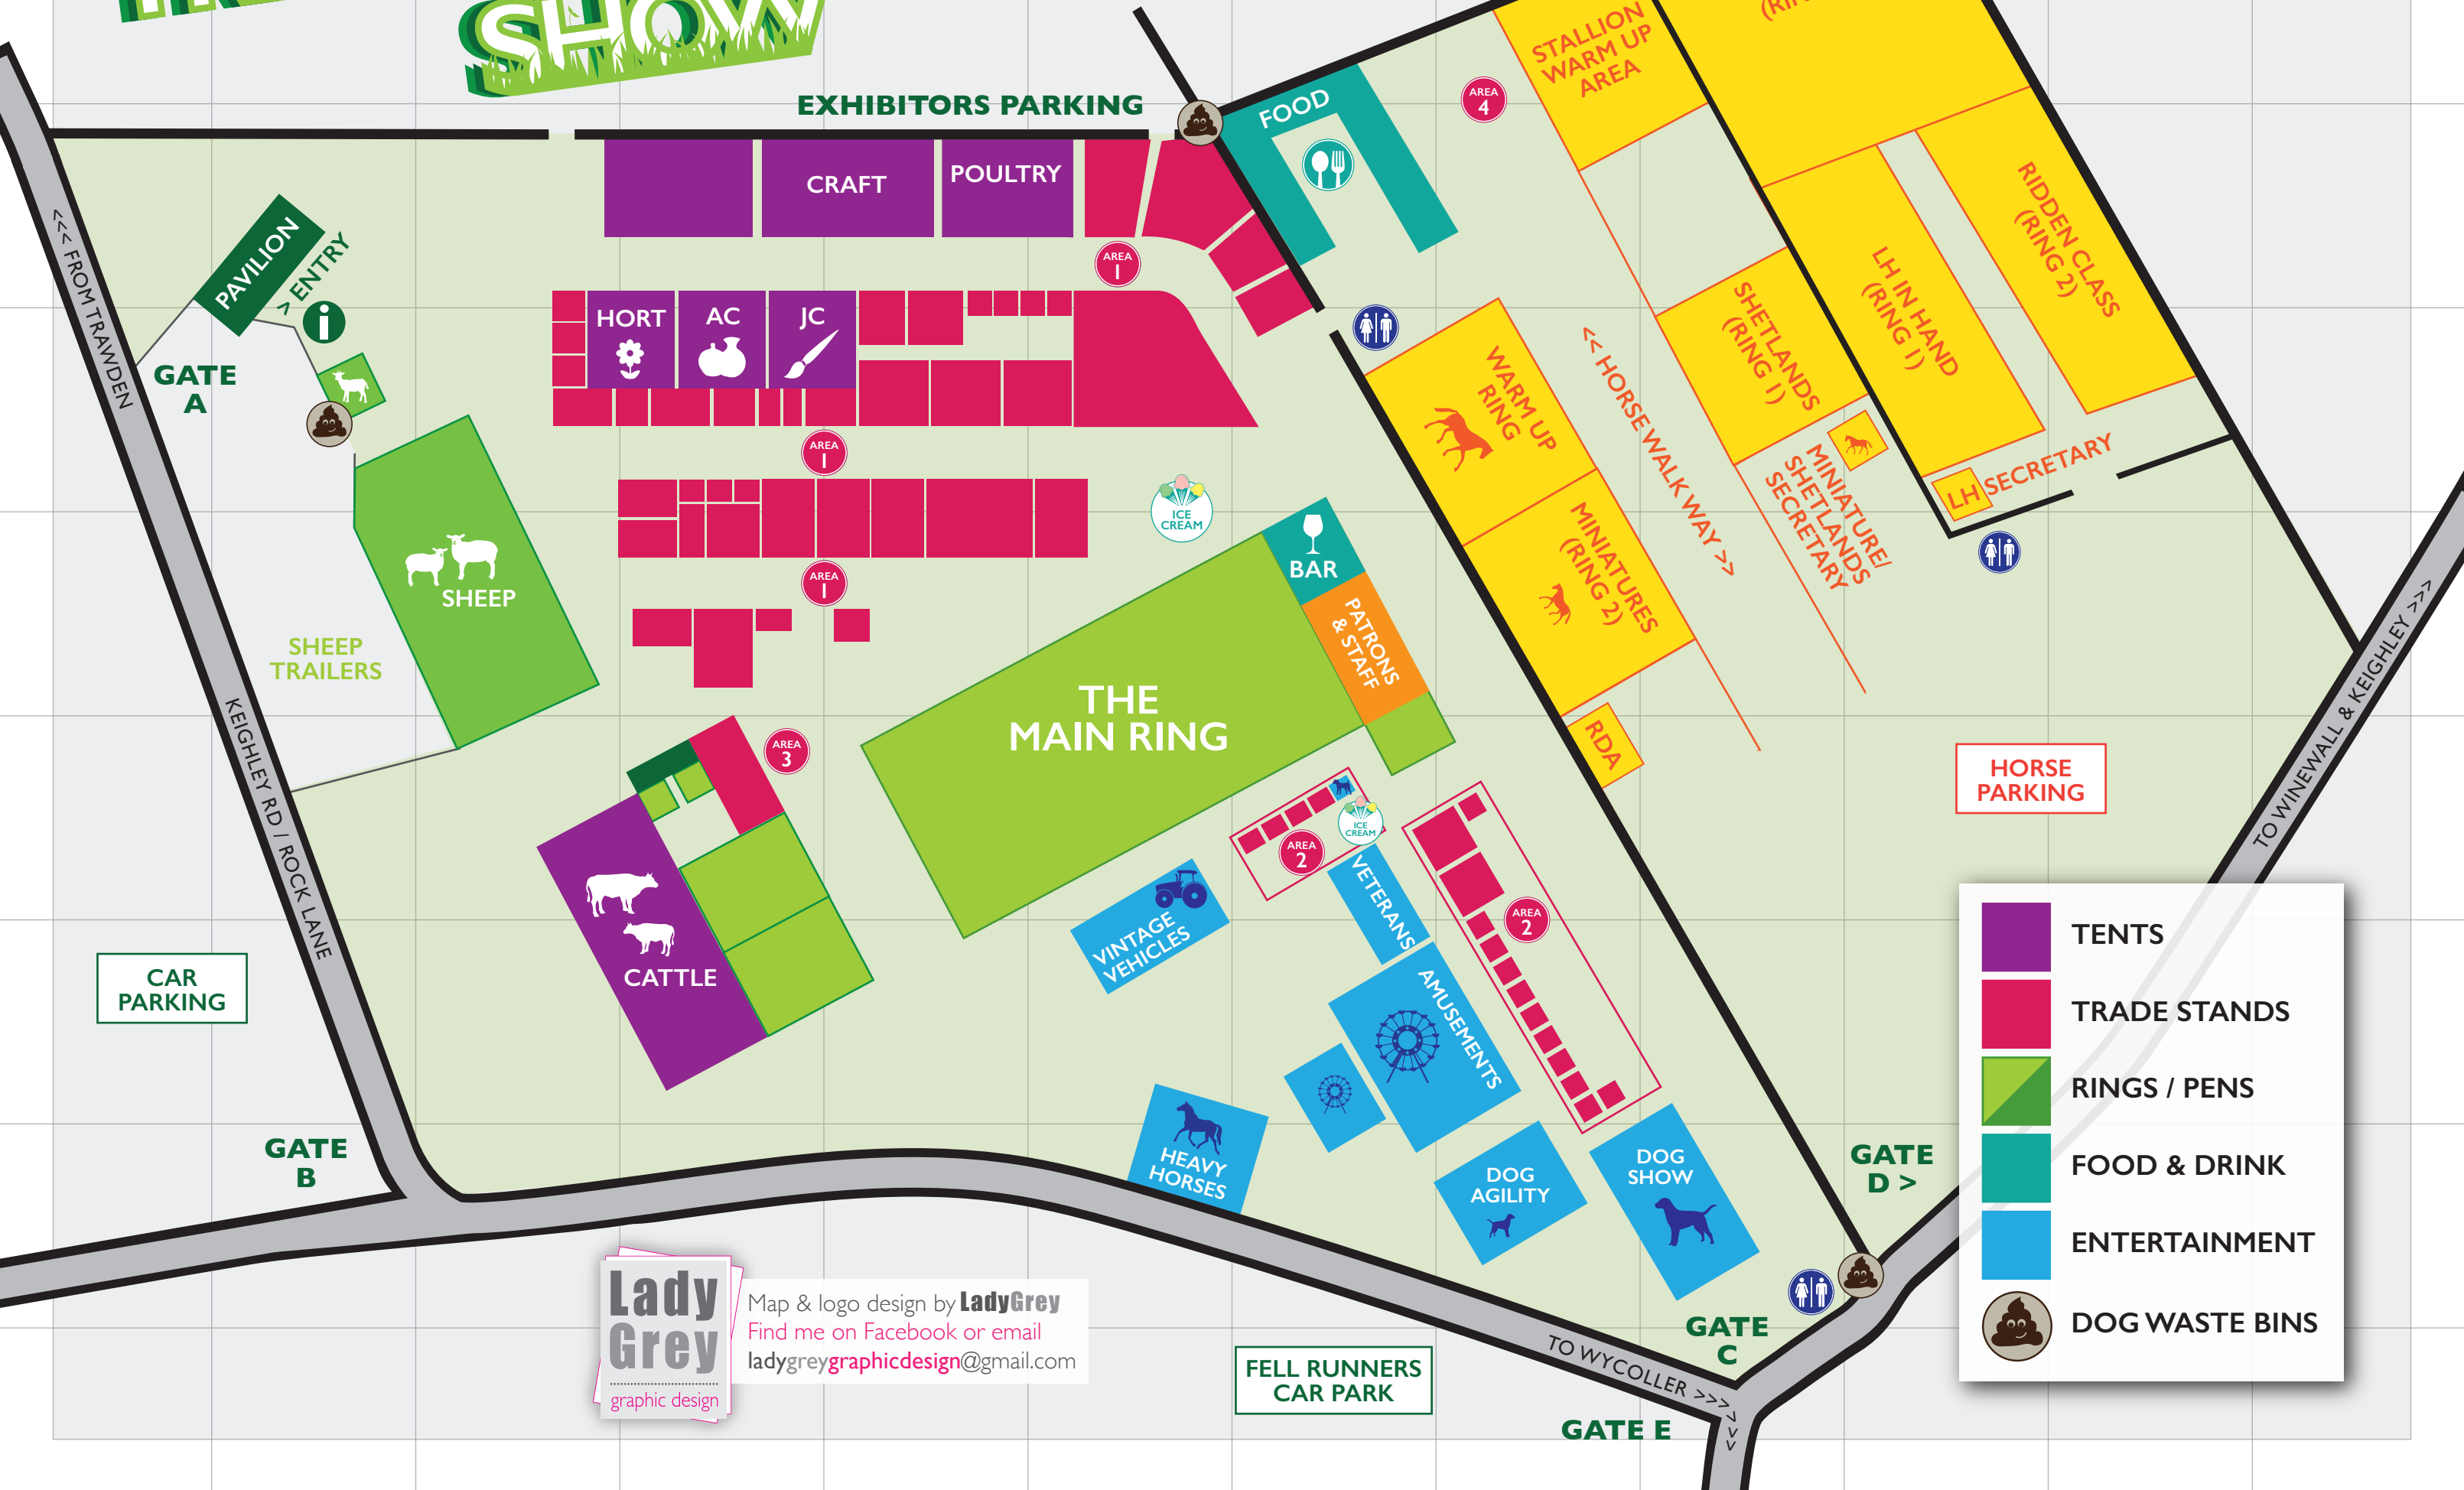 SHOW
EXHIBITORS PARKING
FOOD
AREA
4
STALLION
WARM UP
AREA
CRAFT
POULTRY
AREA
1
PAVILION
> ENTRY
i
<<< FROM TRAWDEN
GATE
A
HORT
AC
JC
RIDDEN CLASS
(RING 2)
LH IN HAND
(RING 1)
SHETLANDS
(RING 1)
<< HORSE WALK WAY >>
WARM UP
RING
AREA
1
ICE
CREAM
LH SECRETARY
MINIATURE/
SHETLANDS
SECRETARY
MINIATURES
(RING 2)
SHEEP
SHEEP
TRAILERS
AREA
1
BAR
PATRONS
& STAFF
THE
MAIN RING
RDA
AREA
3
HORSE
PARKING
TO WINEWALL & KEIGHLEY >>>
KEIGHLEY RD / ROCK LANE
ICE
CREAM
AREA
2
VETERANS
VINTAGE
VEHICLES
AREA
2
CATTLE
CAR
PARKING
AMUSEMENTS
GATE
B
HEAVY
HORSES
DOG
AGILITY
DOG
SHOW
GATE
D >
GATE
C
TO WYCOLLER >>>>>>
FELL RUNNERS
CAR PARK
GATE E
TENTS
TRADE STANDS
RINGS / PENS
FOOD & DRINK
ENTERTAINMENT
DOG WASTE BINS
Lady
Grey
graphic design
Map & logo design by LadyGrey
Find me on Facebook or email
ladygreygraphicdesign@gmail.com